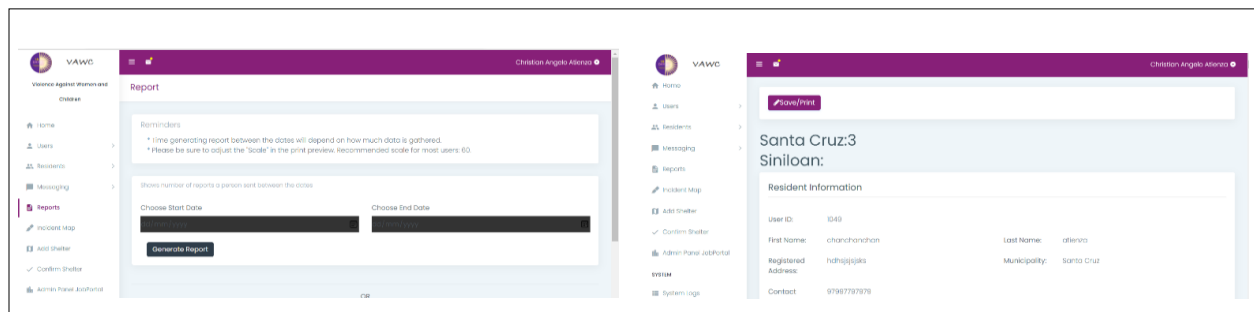 VAWC
Christian Angelo Atienza
Violence Against Women and
Children
Report
Home
Users
Residents
Messaging
Reports
Incident Map
Add Shelter
Confirm Shelter
Admin Panel JobPortal
Reminders
* Time generating report between the dates will depend on how much data is gathered.
* Please be sure to adjust the "Scale" in the print preview. Recommended scale for most users: 60.
Shows number of reports a person sent between the dates
Choose Start Date Choose End Date
Generate Report
OR
VAWC
Christian Angelo Atienza
Home
Users
Residents
Messaging
Reports
Incident Map
Add Shelter
Confirm Shelter
Admin Panel JobPortal
SYSTEM
System Logs
Save/Print
Santa Cruz:3
Siniloan:
Resident Information
User ID: 1049
First Name: chanchanchan Last Name: atienza
Registered Address: hdhsjsjsks Municipality: Santa Cruz
Contact 97987797979